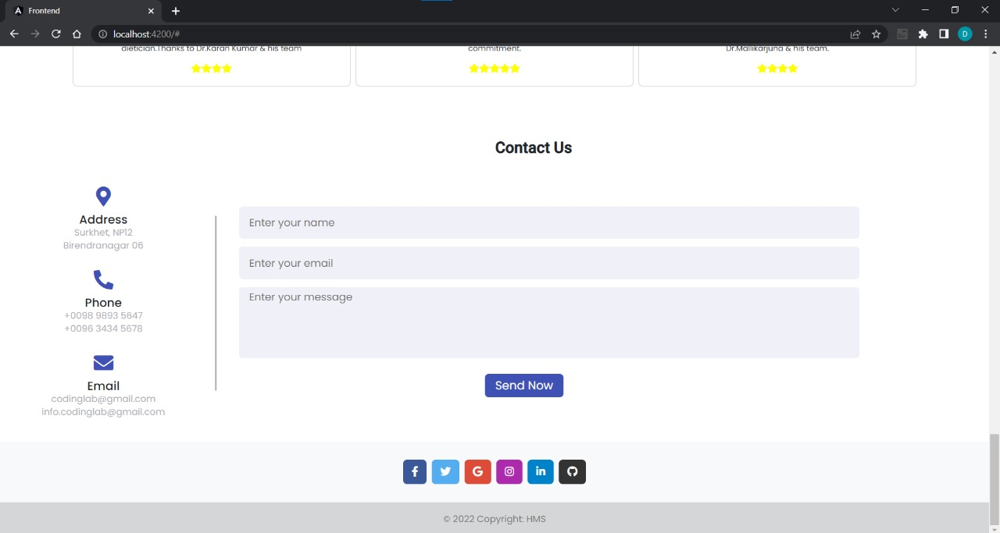 Frontend
localhost:4200/#
D
dietician.Thanks to Dr.Karan Kumar & his team
commitment.
Dr.Mallikarjuna & his team.
Contact Us
Address
Surkhet, NP12
Birendranagar 06
Phone
+0098 9893 5647
+0096 3434 5678
Email
codinglab@gmail.com
info.codinglab@gmail.com
Enter your name
Enter your email
Enter your message
Send Now
© 2022 Copyright: HMS